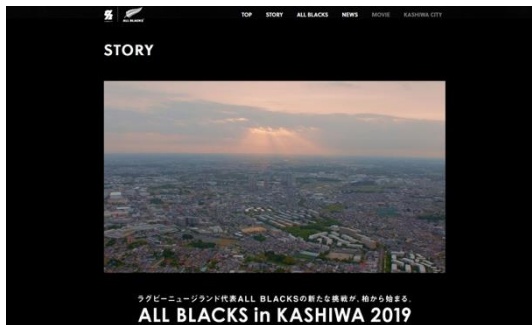 ALL BLACKS
TOP STORY ALL BLACKS NEWS MOVIE KASHIWA CITY
STORY
ラグビーニュージランド代表ALL BLACKSの新たな挑戦が、柏から始まる。
ALL BLACKS in KASHIWA 2019